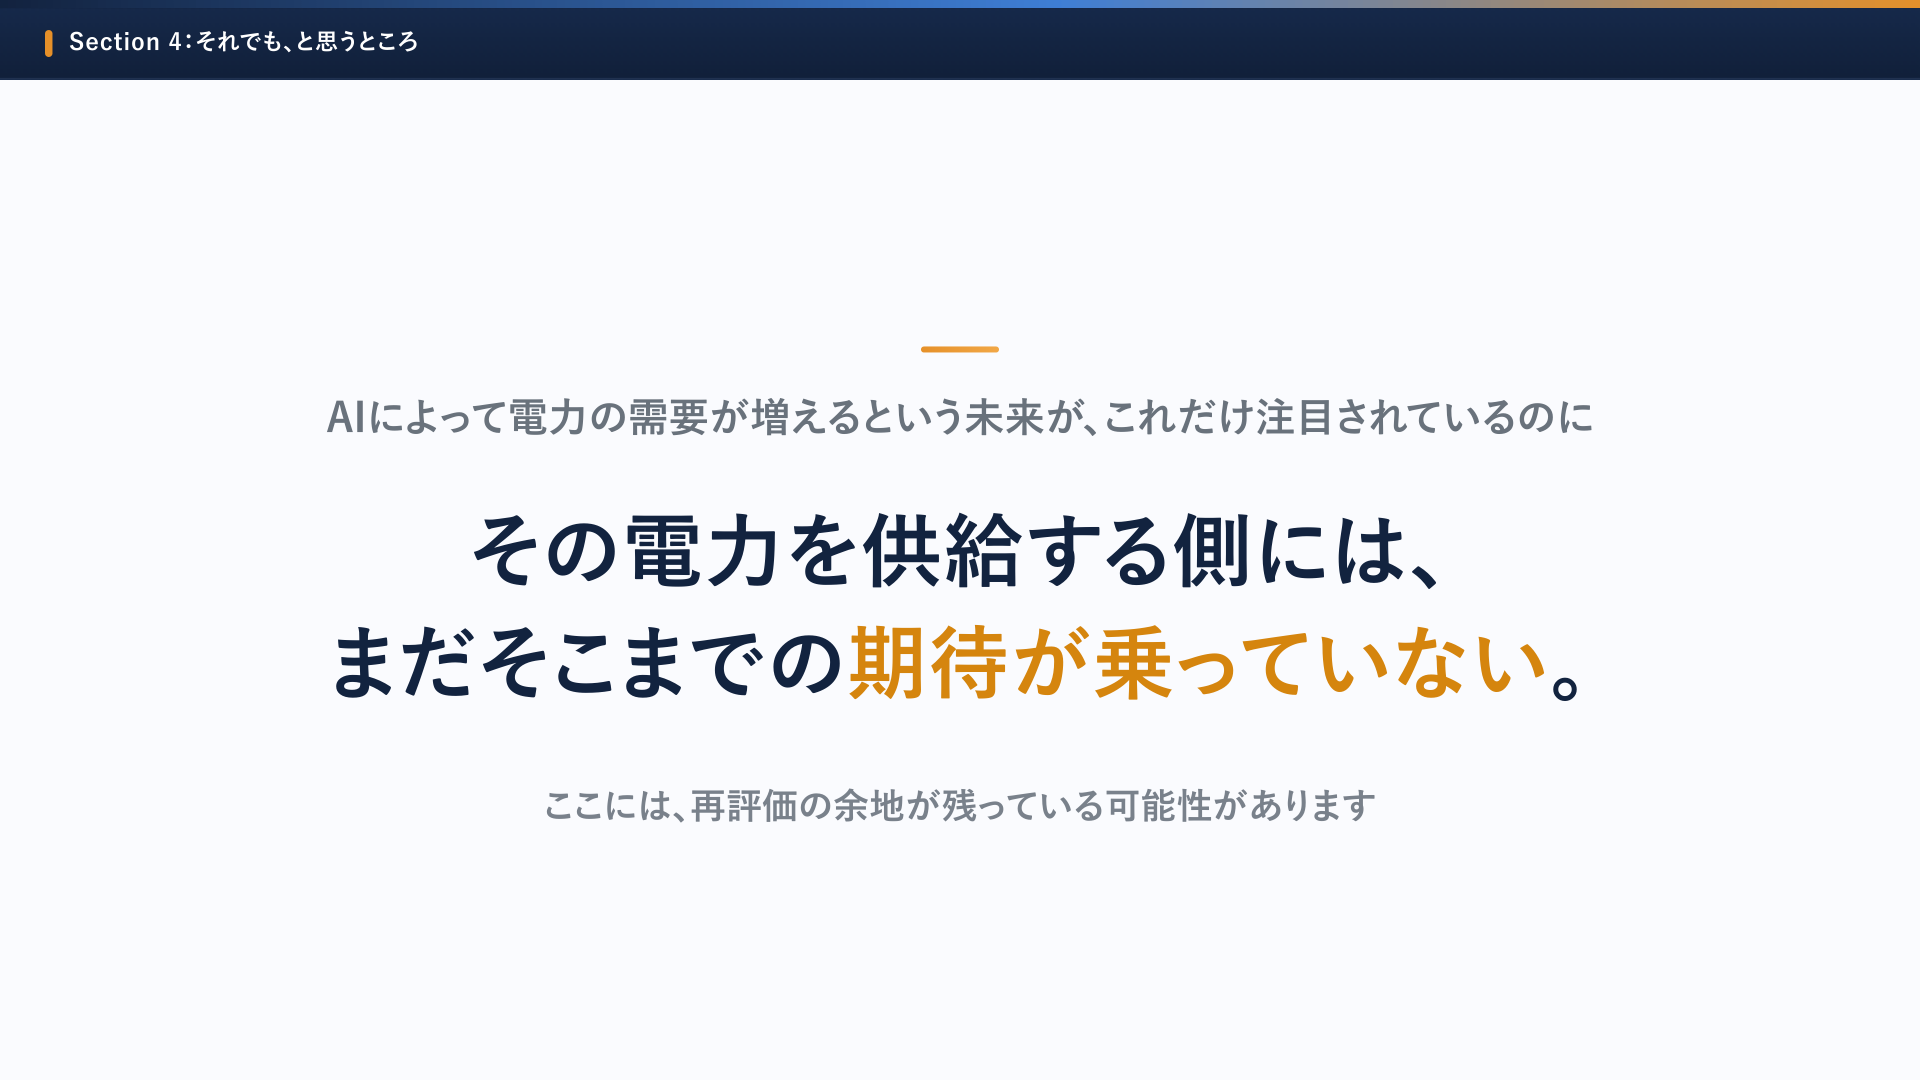 Section 4：それでも、と思うところ
AIによって電力の需要が増えるという未来が、これだけ注目されているのに
その電力を供給する側には、
まだそこまでの期待が乗っていない。
ここには、再評価の余地が残っている可能性があります